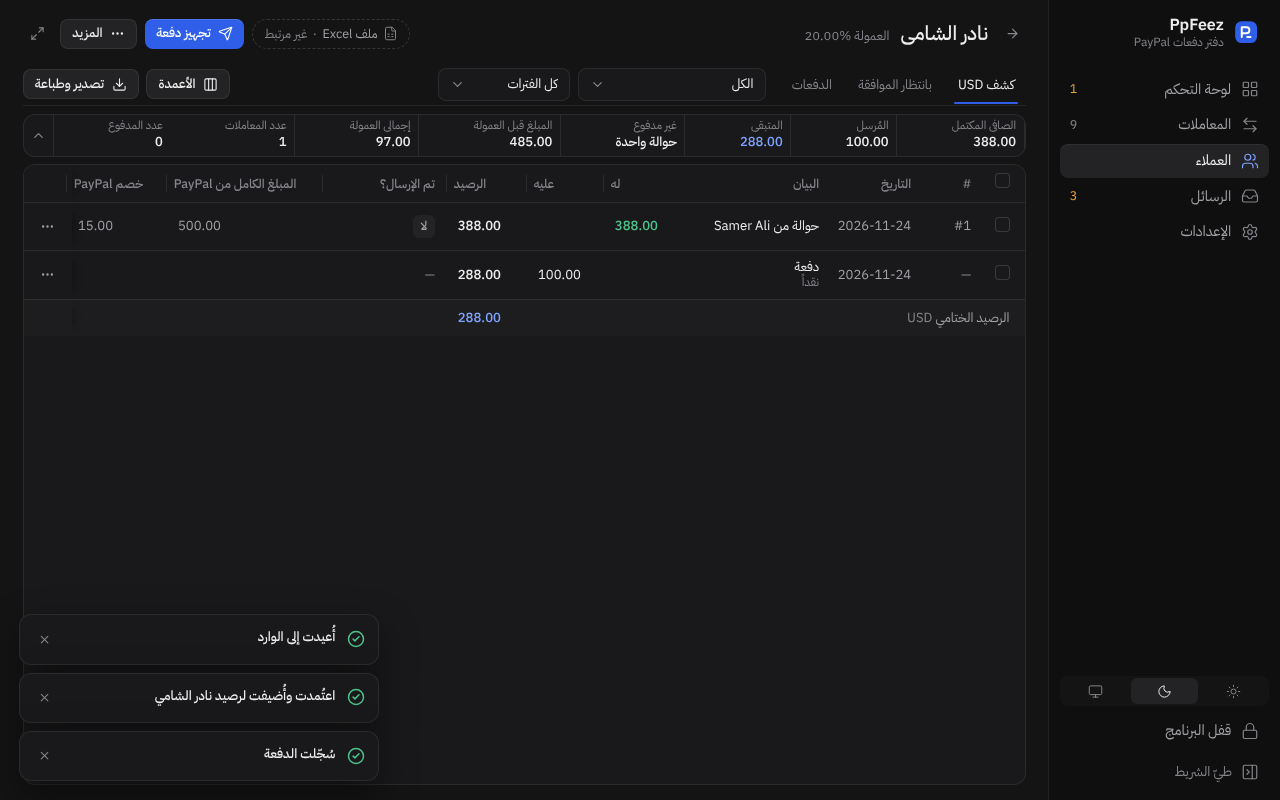 PpFeez
دفتر دفعات PayPal
لوحة التحكم 1
المعاملات 9
العملاء
الرسائل 3
الإعدادات
قفل البرنامج
طيّ الشريط
نادر الشامي العمولة 20.00%
ملف Excel · غير مرتبط
تجهيز دفعة
المزيد
كشف USD
بانتظار الموافقة
الدفعات
الكل
كل الفترات
الأعمدة
تصدير وطباعة
الصافي المكتمل
388.00
المُرسل
100.00
المتبقي
288.00
غير مدفوع
حوالة واحدة
المبلغ قبل العمولة
485.00
إجمالي العمولة
97.00
عدد المعاملات
1
عدد المدفوع
0
# التاريخ البيان له عليه الرصيد تم الإرسال؟ المبلغ الكامل من PayPal خصم PayPal
#1 2026-11-24 حوالة من Samer Ali 388.00 388.00 لا 500.00 15.00
— 2026-11-24 دفعة 100.00 288.00 —
نقداً
الرصيد الختامي USD 288.00
أُعيدت إلى الوارد
اعتُمدت وأُضيفت لرصيد نادر الشامي
سُجّلت الدفعة